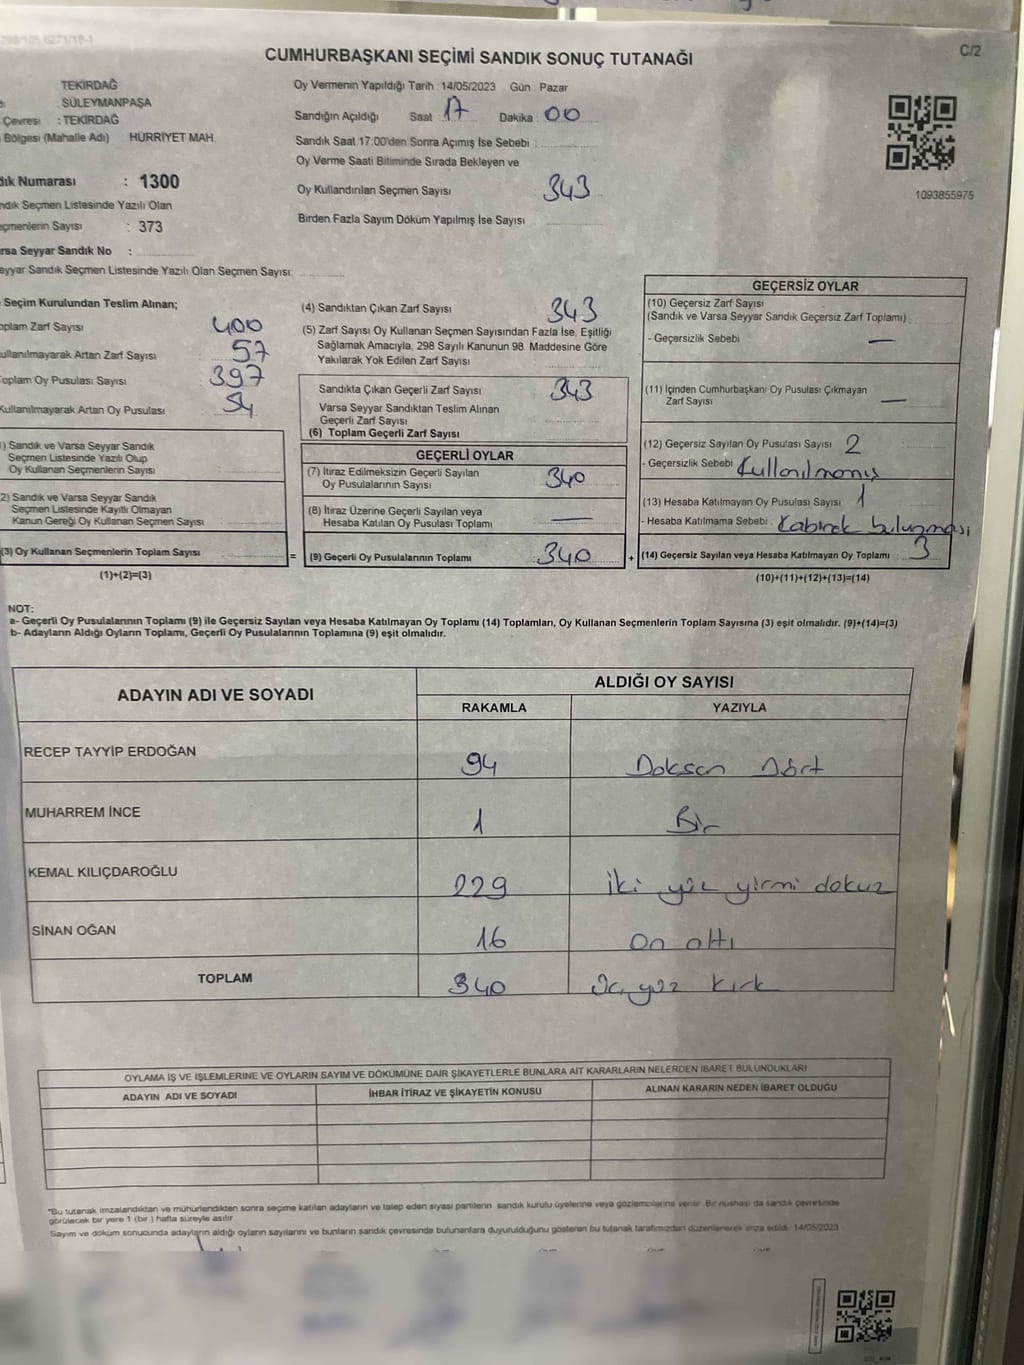 CUMHURBAŞKANI SEÇİMİ SANDIK SONUÇ TUTANAĞI
C/2
TEKİRDAĞ
SÜLEYMANPAŞA
Çevresi : TEKİRDAĞ
Bölgesi (Mahalle Adı) HÜRRİYET MAH
Numarası : 1300
Seçmen Listesinde Yazılı Olan
Sayısı : 373
Seyyar Sandık No :
Sandık Seçmen Listesinde Yazılı Olan Seçmen Sayısı:
Oy Vermenin Yapıldığı Tarih : 14/05/2023 Gün : Pazar
Sandığın Açıldığı Saat 17 Dakika 00
Sandık Saat 17:00'den Sonra Açımış İse Sebebi :
Oy Verme Saati Bitiminde Sırada Bekleyen ve
Oy Kullandırılan Seçmen Sayısı 343
Birden Fazla Sayım Döküm Yapılmış İse Sayısı
1093855975
Seçim Kurulundan Teslim Alınan;
Zarf Sayısı 400
Artan Zarf Sayısı 57
Oy Pusulası Sayısı 397
Artan Oy Pusulası 54
Sandık ve Varsa Seyyar Sandık
Seçmen Listesinde Yazılı Olup
Oy Kullanan Seçmenlerin Sayısı
2) Sandık ve Varsa Seyyar Sandık
Seçmen Listesinde Kayıtlı Olmayan
Kanun Gereği Oy Kullanan Seçmen Sayısı
(3) Oy Kullanan Seçmenlerin Toplam Sayısı
(1)+(2)=(3)
=
(4) Sandıktan Çıkan Zarf Sayısı 343
(5) Zarf Sayısı Oy Kullanan Seçmen Sayısından Fazla İse, Eşitliği
Sağlamak Amacıyla, 298 Sayılı Kanunun 98. Maddesine Göre
Yakılarak Yok Edilen Zarf Sayısı
Sandıkta Çıkan Geçerli Zarf Sayısı 343
Varsa Seyyar Sandıktan Teslim Alınan
Geçerli Zarf Sayısı
(6) Toplam Geçerli Zarf Sayısı
GEÇERLİ OYLAR
(7) İtiraz Edilmeksizin Geçerli Sayılan
Oy Pusulalarının Sayısı 340
(8) İtiraz Üzerine Geçerli Sayılan veya
Hesaba Katılan Oy Pusulası Toplamı —
(9) Geçerli Oy Pusulalarının Toplamı 340
+
GEÇERSİZ OYLAR
(10) Geçersiz Zarf Sayısı
(Sandık ve Varsa Seyyar Sandık Geçersiz Zarf Toplamı)
- Geçersizlik Sebebi —
(11) İçinden Cumhurbaşkanı Oy Pusulası Çıkmayan
Zarf Sayısı —
(12) Geçersiz Sayılan Oy Pusulası Sayısı 2
- Geçersizlik Sebebi Kullanılmamış
(13) Hesaba Katılmayan Oy Pusulası Sayısı 1
- Hesaba Katılmama Sebebi
(14) Geçersiz Sayılan veya Hesaba Katılmayan Oy Toplamı 3
(10)+(11)+(12)+(13)=(14)
NOT:
a- Geçerli Oy Pusulalarının Toplamı (9) ile Geçersiz Sayılan veya Hesaba Katılmayan Oy Toplamı (14) Toplamları, Oy Kullanan Seçmenlerin Toplam Sayısına (3) eşit olmalıdır. (9)+(14)=(3)
b- Adayların Aldığı Oyların Toplamı, Geçerli Oy Pusulalarının Toplamına (9) eşit olmalıdır.
ADAYIN ADI VE SOYADI
ALDIĞI OY SAYISI
RAKAMLA YAZIYLA
RECEP TAYYİP ERDOĞAN 94 Doksan Dört
MUHARREM İNCE 1 Bir
KEMAL KILIÇDAROĞLU 229 iki yüz yirmi dokuz
SİNAN OĞAN 16 On altı
TOPLAM 340 Üç yüz kırk
OYLAMA İŞ VE İŞLEMLERİNE VE OYLARIN SAYIM VE DÖKÜMÜNE DAİR ŞİKAYETLERLE BUNLARA AİT KARARLARIN NELERDEN İBARET BULUNDUKLARI
ADAYIN ADI VE SOYADI İHBAR İTİRAZ VE ŞİKAYETİN KONUSU ALINAN KARARIN NEDEN İBARET OLDUĞU
*Bu tutanak imzalandıktan ve mühürlendikten sonra seçime katılan adayların ve talep eden siyasi partilerin sandık kurulu üyelerine veya gözlemcilerine verilir. Bir nüshası da sandık çevresinde
görülecek bir yere 1 (bir) hafta süreyle asılır.
Sayım ve döküm sonucunda adayların aldığı oyların sayılarını ve bunların sandık çevresinde bulunanlara duyurulduğunu gösteren bu tutanak tarafımızdan düzenlenerek imza edildi. 14/05/2023